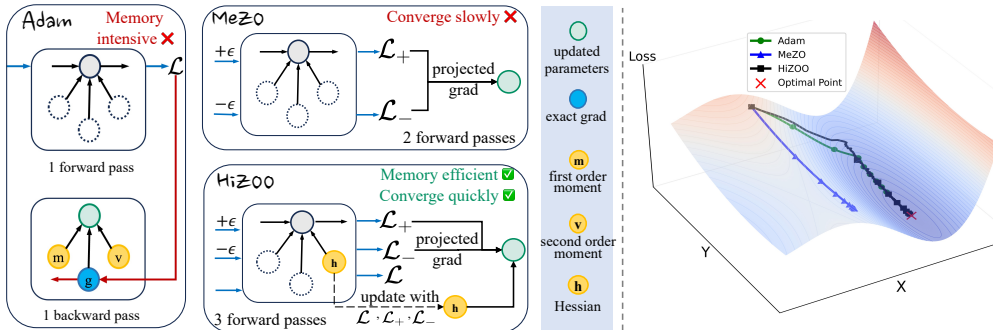 Adam
Memory
intensive ❌
ℒ
1 forward pass
m
v
g
1 backward pass
MeZO
Converge slowly ❌
+ϵ
−ϵ
ℒ₊
ℒ₋
projected
grad
2 forward passes
HiZOO
Memory efficient ✅
Converge quickly ✅
+ϵ
−ϵ
h
ℒ₊
ℒ₋
ℒ
projected
grad
update with
ℒ, ℒ₊, ℒ₋
h
3 forward passes
updated
parameters
exact grad
m
first order
moment
v
second order
moment
h
Hessian
Loss
Adam
MeZO
HiZOO
Optimal Point
Y
X